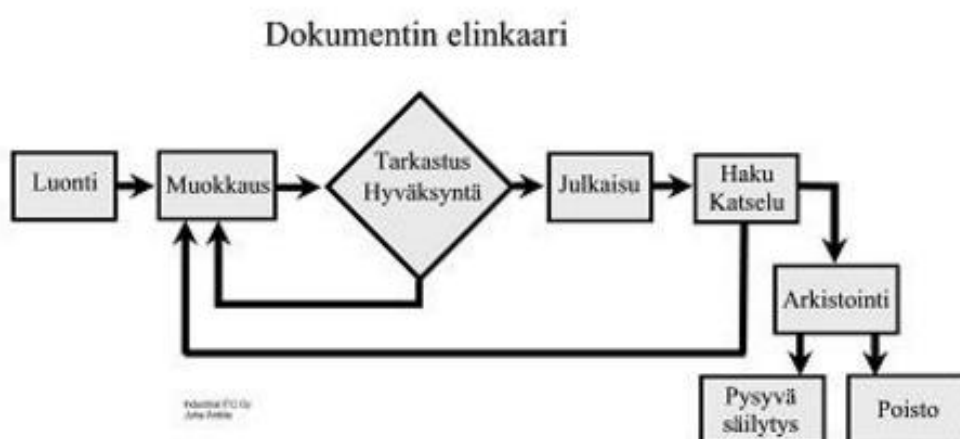 Dokumentin elinkaari
Luonti
Muokkaus
Tarkastus
Hyväksyntä
Julkaisu
Haku
Katselu
Arkistointi
Pysyvä
säilytys
Poisto